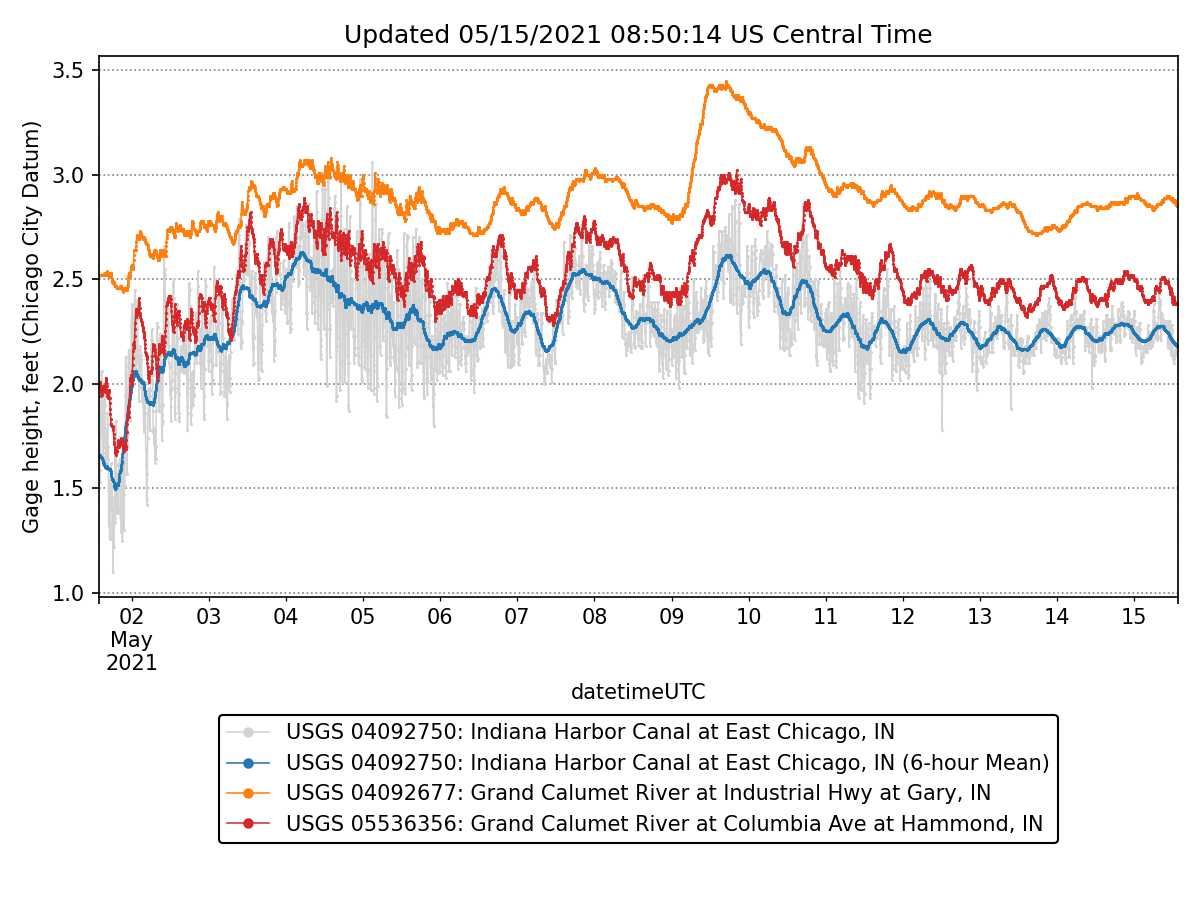 Updated 05/15/2021 08:50:14 US Central Time
Gage height, feet (Chicago City Datum)
3.5
3.0
2.5
2.0
1.5
1.0
02 03 04 05 06 07 08 09 10 11 12 13 14 15
May
2021
datetimeUTC
USGS 04092750: Indiana Harbor Canal at East Chicago, IN
USGS 04092750: Indiana Harbor Canal at East Chicago, IN (6-hour Mean)
USGS 04092677: Grand Calumet River at Industrial Hwy at Gary, IN
USGS 05536356: Grand Calumet River at Columbia Ave at Hammond, IN